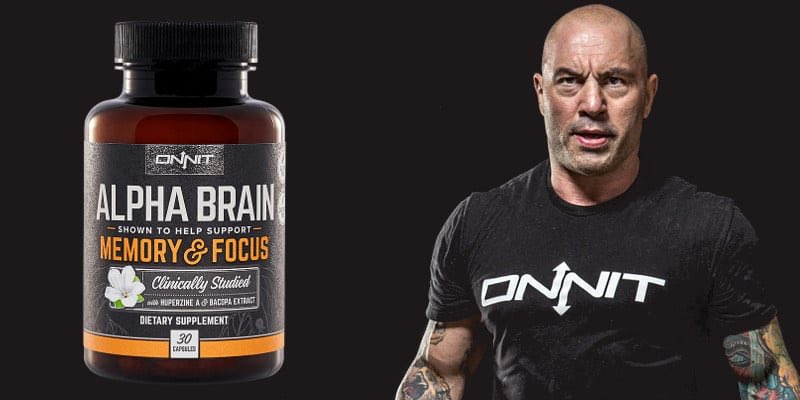 ONNIT
ALPHA BRAIN
SHOWN TO HELP SUPPORT
MEMORY & FOCUS
Clinically Studied
with HUPERZINE A & BACOPA EXTRACT
DIETARY SUPPLEMENT
30
CAPSULES
ONNIT